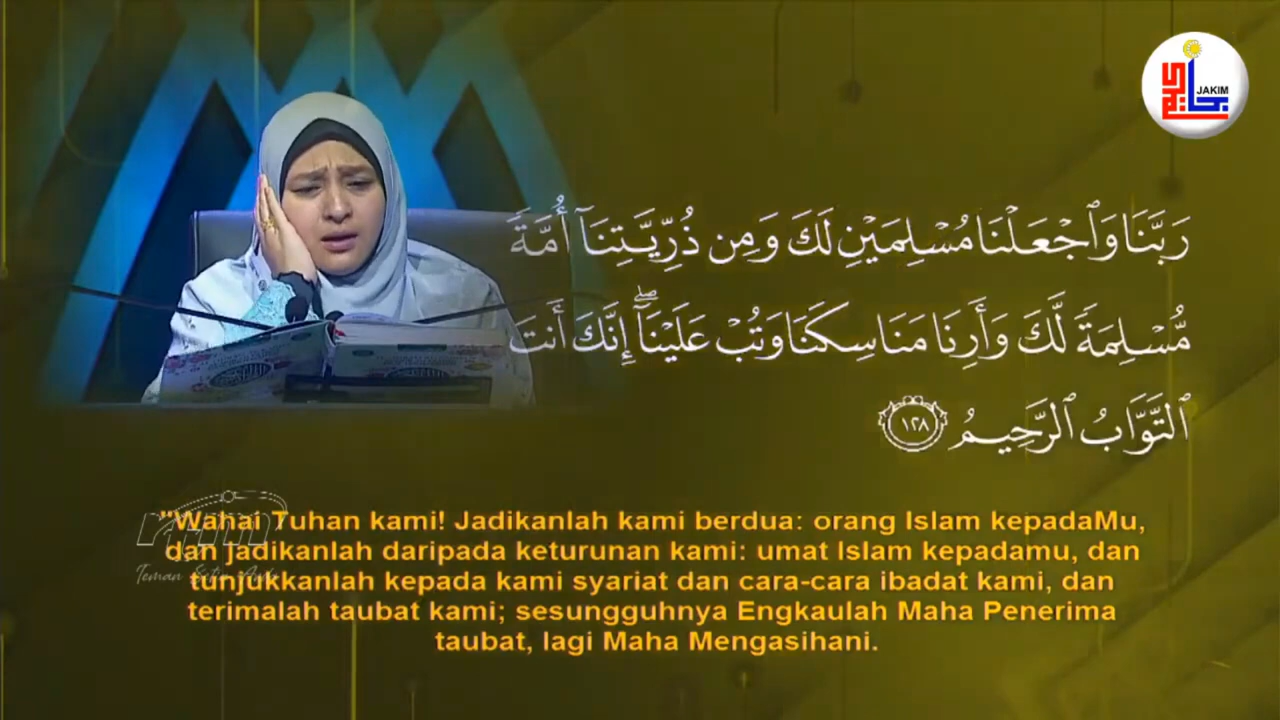 JAKIM
رَبَّنَا وَٱجْعَلْنَا مُسْلِمَيْنِ لَكَ وَمِن ذُرِّيَّتِنَآ أُمَّةً
مُّسْلِمَةً لَّكَ وَأَرِنَا مَنَاسِكَنَا وَتُبْ عَلَيْنَآ ۖ إِنَّكَ أَنتَ
ٱلتَّوَّابُ ٱلرَّحِيمُ ١٢٨
"Wahai Tuhan kami! Jadikanlah kami berdua: orang Islam kepadaMu,
dan jadikanlah daripada keturunan kami: umat Islam kepadamu, dan
tunjukkanlah kepada kami syariat dan cara-cara ibadat kami, dan
terimalah taubat kami; sesungguhnya Engkaulah Maha Penerima
taubat, lagi Maha Mengasihani.